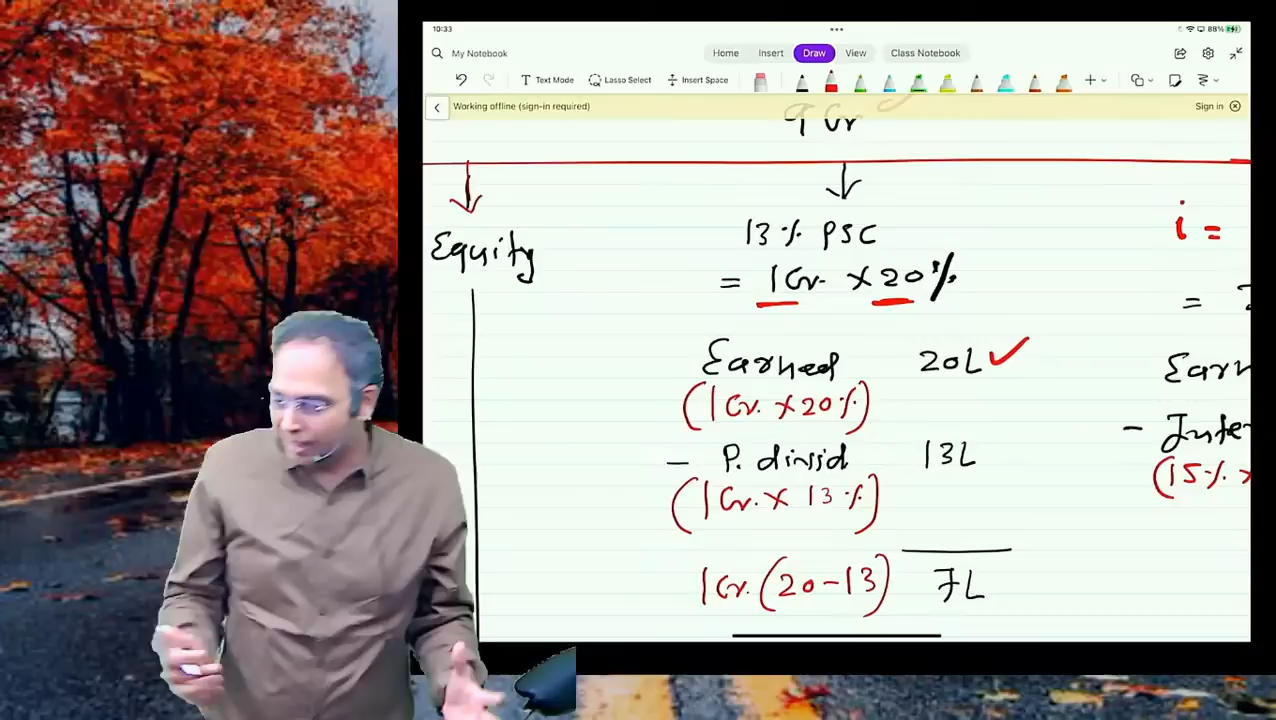 10:33
88%
My Notebook
Home Insert Draw View Class Notebook
Text Mode Lasso Select Insert Space
Working offline (sign-in required) Sign in
9 Cr
13% PSC
i =
Equity
= 1Cr. × 20%
=
Earned 20L ✓
Earn
(1Cr. × 20%)
- P. divid 13L
- Inte
(1Cr. × 13%)
(15%
1Cr. (20-13) 7L